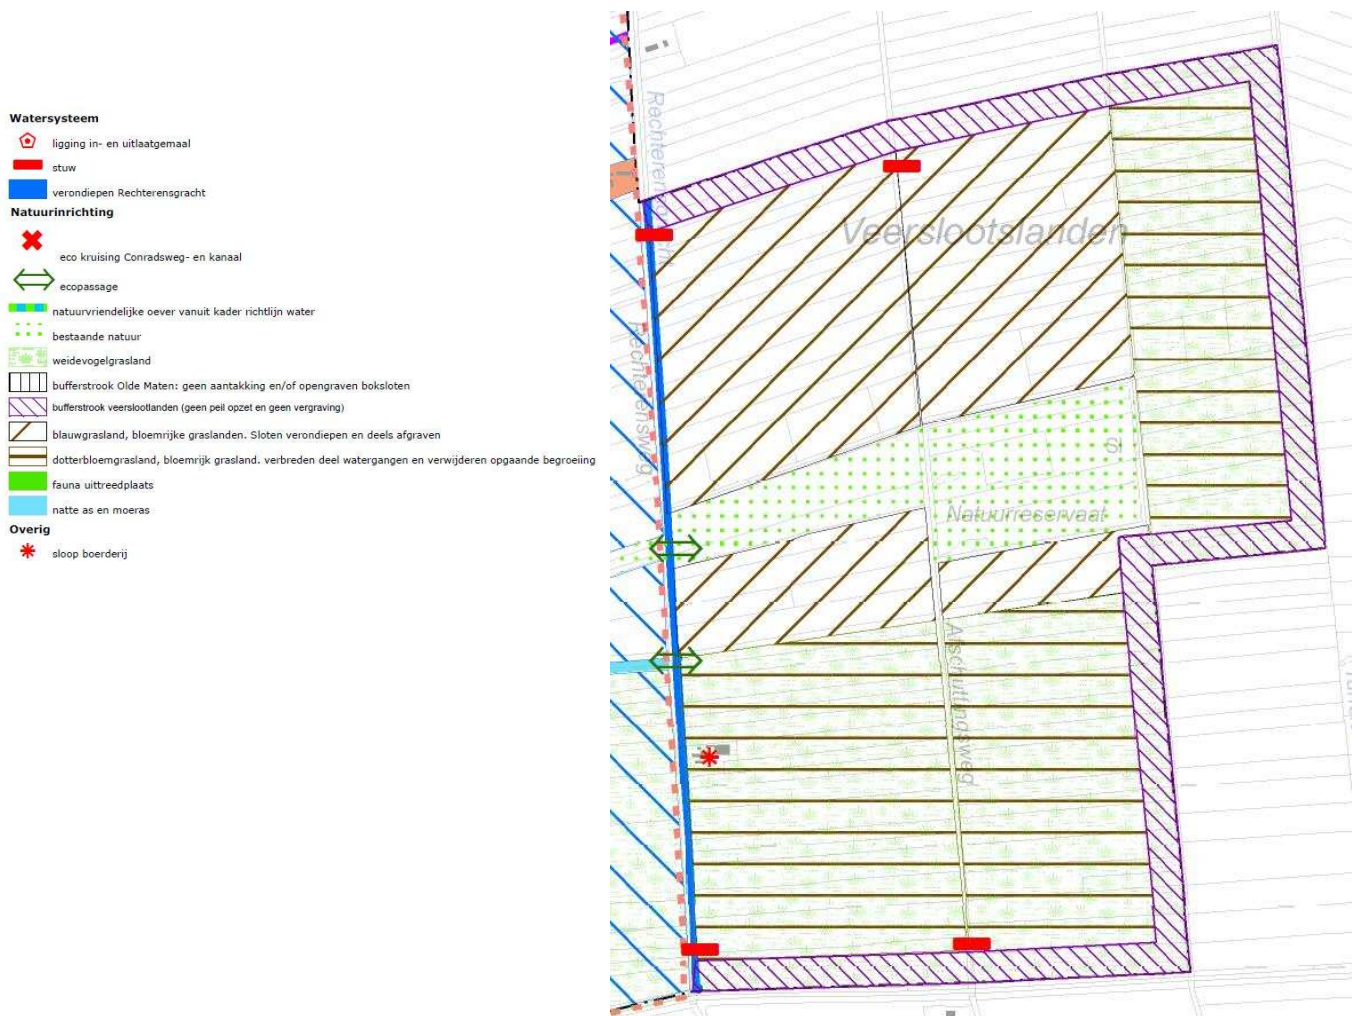 Watersysteem
ligging in- en uitlaatgemaal
stuw
verondiepen Rechterensgracht
Natuurinrichting
eco kruising Conradsweg- en kanaal
ecopassage
natuurvriendelijke oever vanuit kader richtlijn water
bestaande natuur
weidevogelgrasland
bufferstrook Olde Maten: geen aantakking en/of opengraven boksloten
bufferstrook veerslootlanden (geen peil opzet en geen vergraving)
blauwgrasland, bloemrijke graslanden. Sloten verondiepen en deels afgraven
dotterbloemgrasland, bloemrijk grasland. verbreden deel watergangen en verwijderen opgaande begroeiing
fauna uittreedplaats
natte as en moeras
Overig
sloop boerderij
Veerslootslanden
Rechterensweg
Sl
Natuurreservaat
Afschuttingsweg